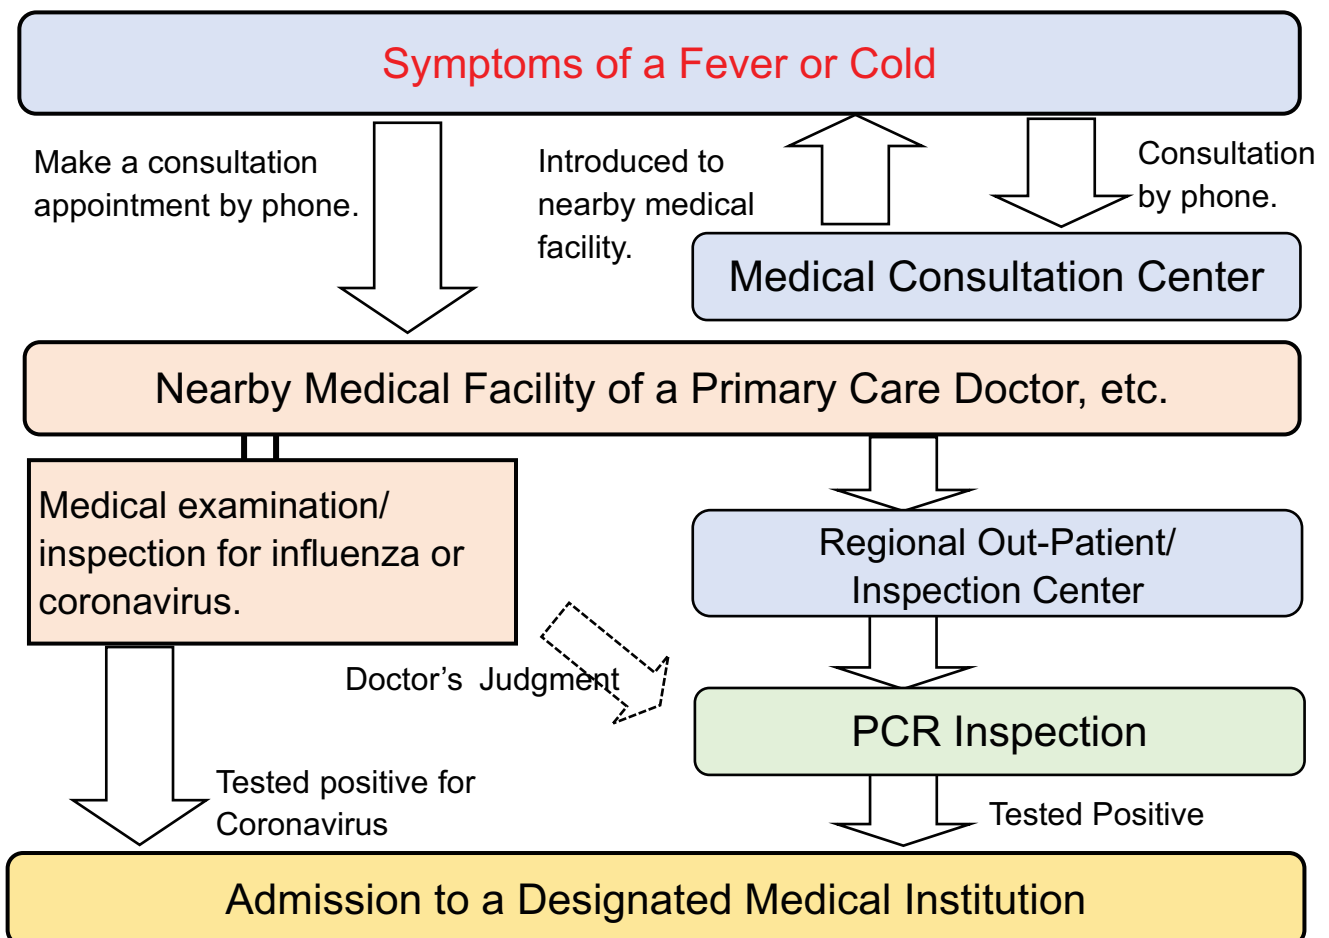 Symptoms of a Fever or Cold
Make a consultation
appointment by phone.
Introduced to
nearby medical
facility.
Consultation
by phone.
Medical Consultation Center
Nearby Medical Facility of a Primary Care Doctor, etc.
Medical examination/
inspection for influenza or
coronavirus.
Regional Out-Patient/
Inspection Center
Doctor’s Judgment
PCR Inspection
Tested positive for
Coronavirus
Tested Positive
Admission to a Designated Medical Institution